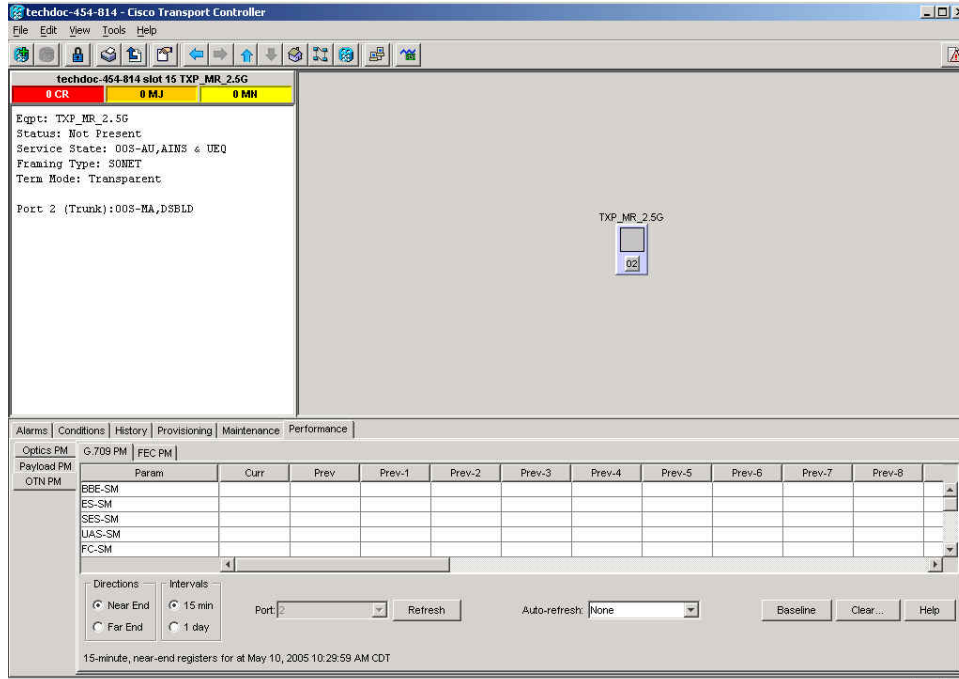 techdoc-454-814 - Cisco Transport Controller
File Edit View Tools Help
techdoc-454-814 slot 15 TXP_MR_2.5G
0 CR 0 MJ 0 MN
Eqpt: TXP_MR_2.5G
Status: Not Present
Service State: OOS-AU,AINS & UEQ
Framing Type: SONET
Term Mode: Transparent
Port 2 (Trunk):OOS-MA,DSBLD
TXP_MR_2.5G
02
Alarms Conditions History Provisioning Maintenance Performance
Optics PM
Payload PM
OTN PM
G.709 PM FEC PM
Param Curr Prev Prev-1 Prev-2 Prev-3 Prev-4 Prev-5 Prev-6 Prev-7 Prev-8
BBE-SM
ES-SM
SES-SM
UAS-SM
FC-SM
Directions Intervals
Near End 15 min Port: 2 Refresh Auto-refresh: None Baseline Clear... Help
Far End 1 day
15-minute, near-end registers for at May 10, 2005 10:29:59 AM CDT